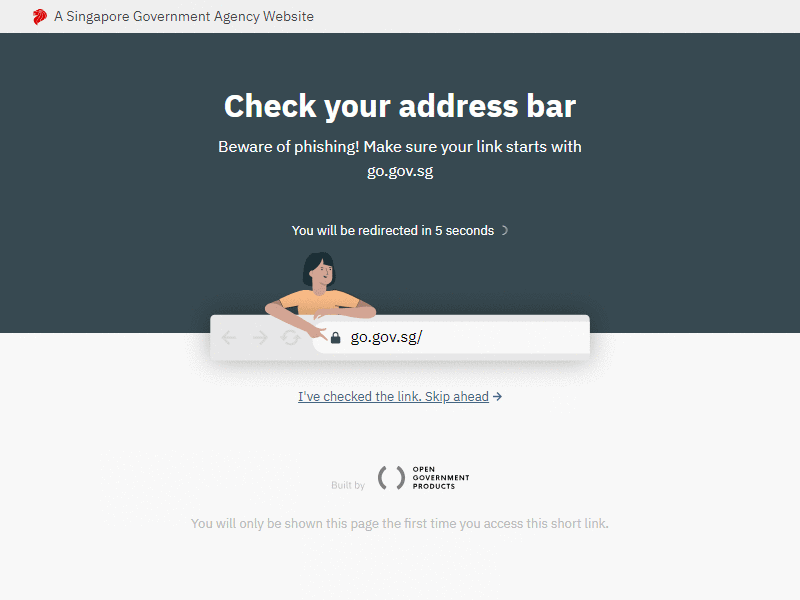 A Singapore Government Agency Website
Check your address bar
Beware of phishing! Make sure your link starts with
go.gov.sg
You will be redirected in 5 seconds
go.gov.sg/
I've checked the link. Skip ahead →
Built by
OPEN
GOVERNMENT
PRODUCTS
You will only be shown this page the first time you access this short link.